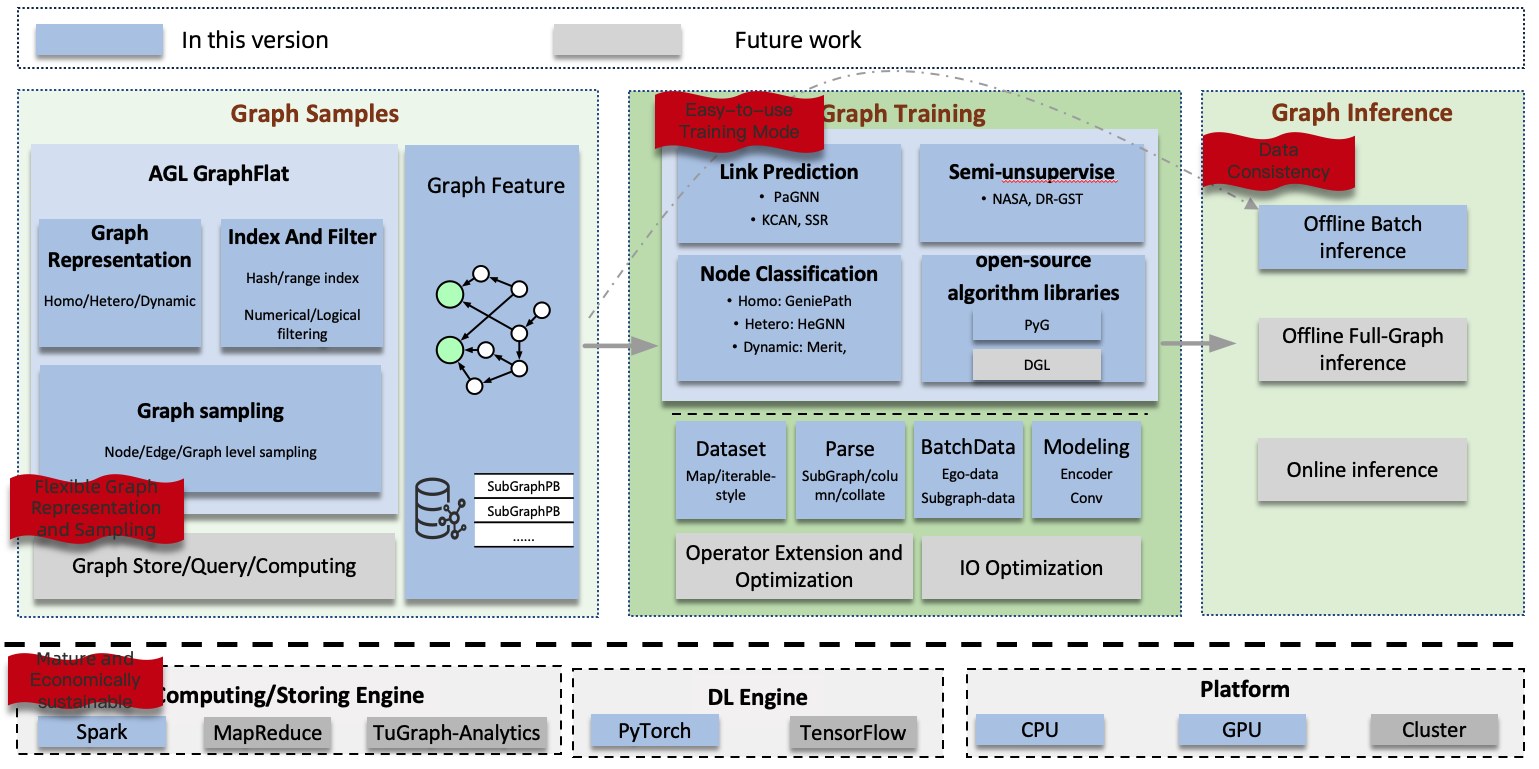 In this version
Future work
Graph Samples
AGL GraphFlat
Graph
Representation
Homo/Hetero/Dynamic
Index And Filter
Hash/range index
Numerical/Logical
filtering
Graph sampling
Node/Edge/Graph level sampling
Flexible Graph
Representation
and Sampling
Graph Store/Query/Computing
Graph Feature
SubGraphPB
SubGraphPB
......
Easy-to-use
Training Mode
Graph Training
Link Prediction
• PaGNN
• KCAN, SSR
Semi-unsupervise
• NASA, DR-GST
Node Classification
• Homo: GeniePath
• Hetero: HeGNN
• Dynamic: Merit,
open-source
algorithm libraries
PyG
DGL
Dataset
Map/iterable-
style
Parse
SubGraph/colu
mn/collate
BatchData
Ego-data
Subgraph-data
Modeling
Encoder
Conv
Operator Extension and
Optimization
IO Optimization
Graph Inference
Data
Consistency
Offline Batch
inference
Offline Full-Graph
inference
Online inference
Mature and
Economically
sustainable
Computing/Storing Engine
Spark
MapReduce
TuGraph-Analytics
DL Engine
PyTorch
TensorFlow
Platform
CPU
GPU
Cluster